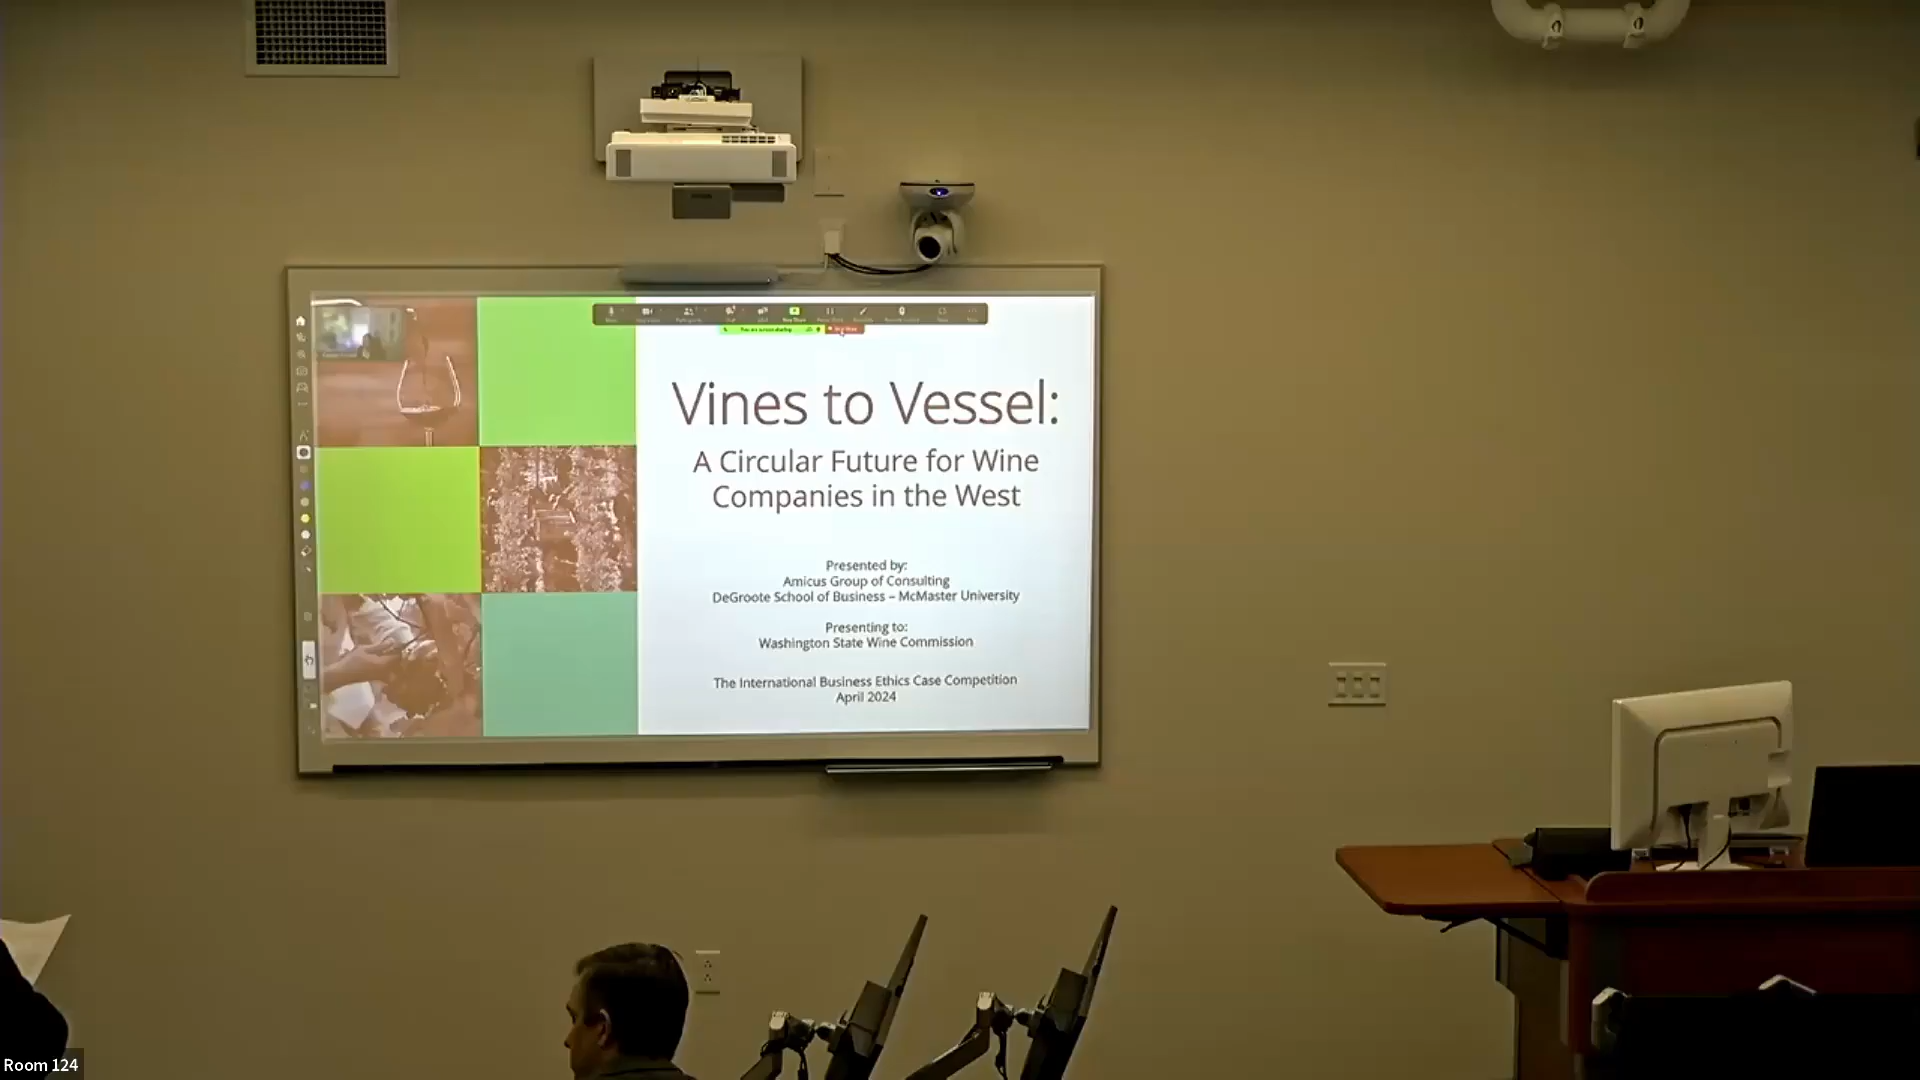 Vines to Vessel:
A Circular Future for Wine
Companies in the West
Presented by:
Amicus Group of Consulting
DeGroote School of Business – McMaster University
Presenting to:
Washington State Wine Commission
The International Business Ethics Case Competition
April 2024
Room 124